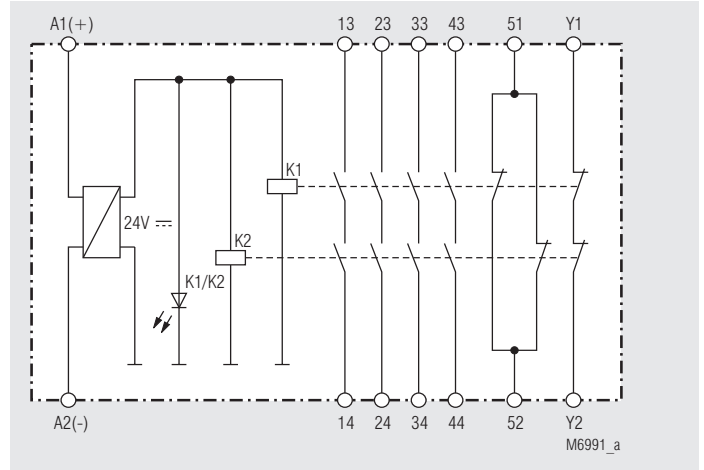 A1(+) 13 23 33 43 51 Y1
K1
24V
K2
K1/K2
A2(-) 14 24 34 44 52 Y2
M6991_a